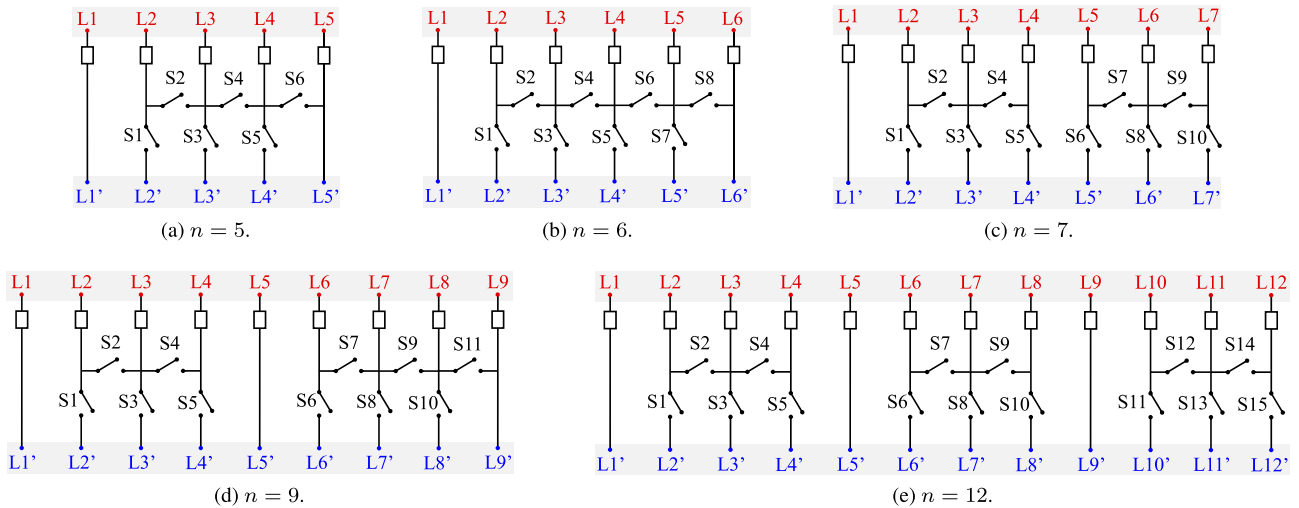 L1 L2 L3 L4 L5
S2 S4 S6
S1 S3 S5
L1’ L2’ L3’ L4’ L5’
(a) n = 5.
L1 L2 L3 L4 L5 L6
S2 S4 S6 S8
S1 S3 S5 S7
L1’ L2’ L3’ L4’ L5’ L6’
(b) n = 6.
L1 L2 L3 L4 L5 L6 L7
S2 S4 S7 S9
S1 S3 S5 S6 S8 S10
L1’ L2’ L3’ L4’ L5’ L6’ L7’
(c) n = 7.
L1 L2 L3 L4 L5 L6 L7 L8 L9
S2 S4 S7 S9 S11
S1 S3 S5 S6 S8 S10
L1’ L2’ L3’ L4’ L5’ L6’ L7’ L8’ L9’
(d) n = 9.
L1 L2 L3 L4 L5 L6 L7 L8 L9 L10 L11 L12
S2 S4 S7 S9 S12 S14
S1 S3 S5 S6 S8 S10 S11 S13 S15
L1’ L2’ L3’ L4’ L5’ L6’ L7’ L8’ L9’ L10’ L11’ L12’
(e) n = 12.